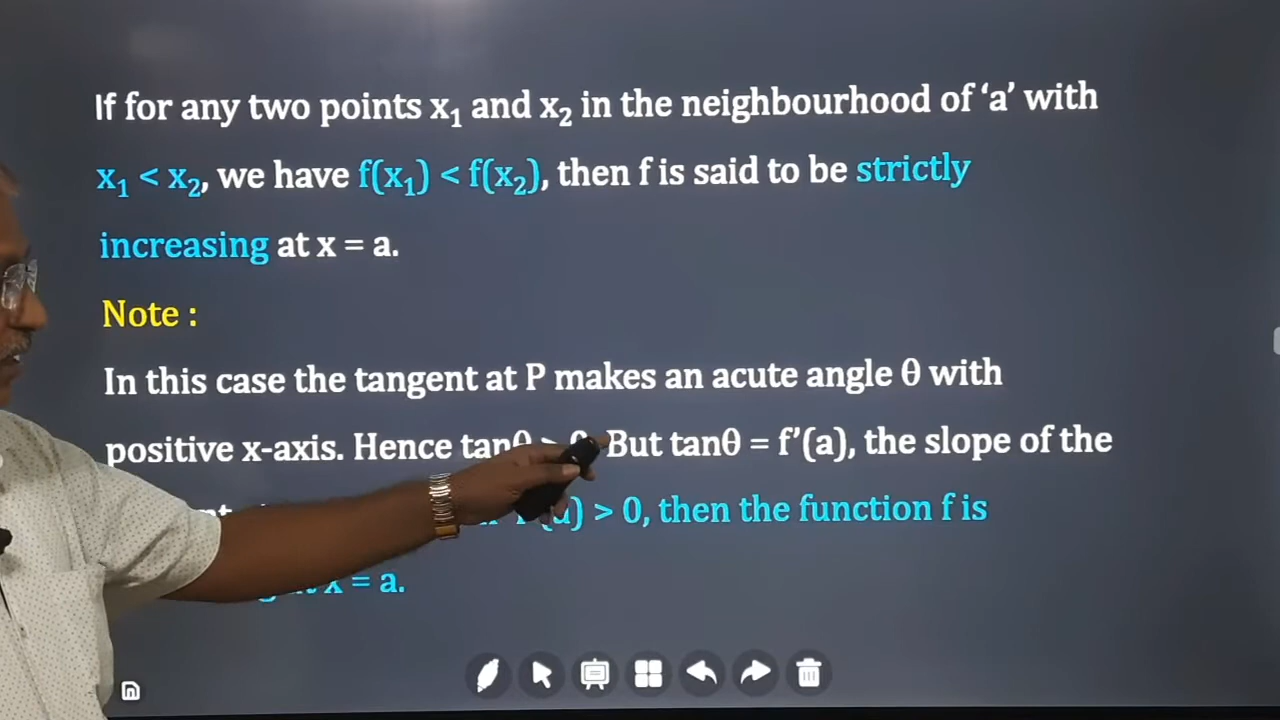 If for any two points x₁ and x₂ in the neighbourhood of ‘a’ with
x₁ < x₂, we have f(x₁) < f(x₂), then f is said to be strictly
increasing at x = a.
Note :
In this case the tangent at P makes an acute angle θ with
positive x-axis. Hence But tanθ = f’(a), the slope of the
> 0, then the function f is
x = a.